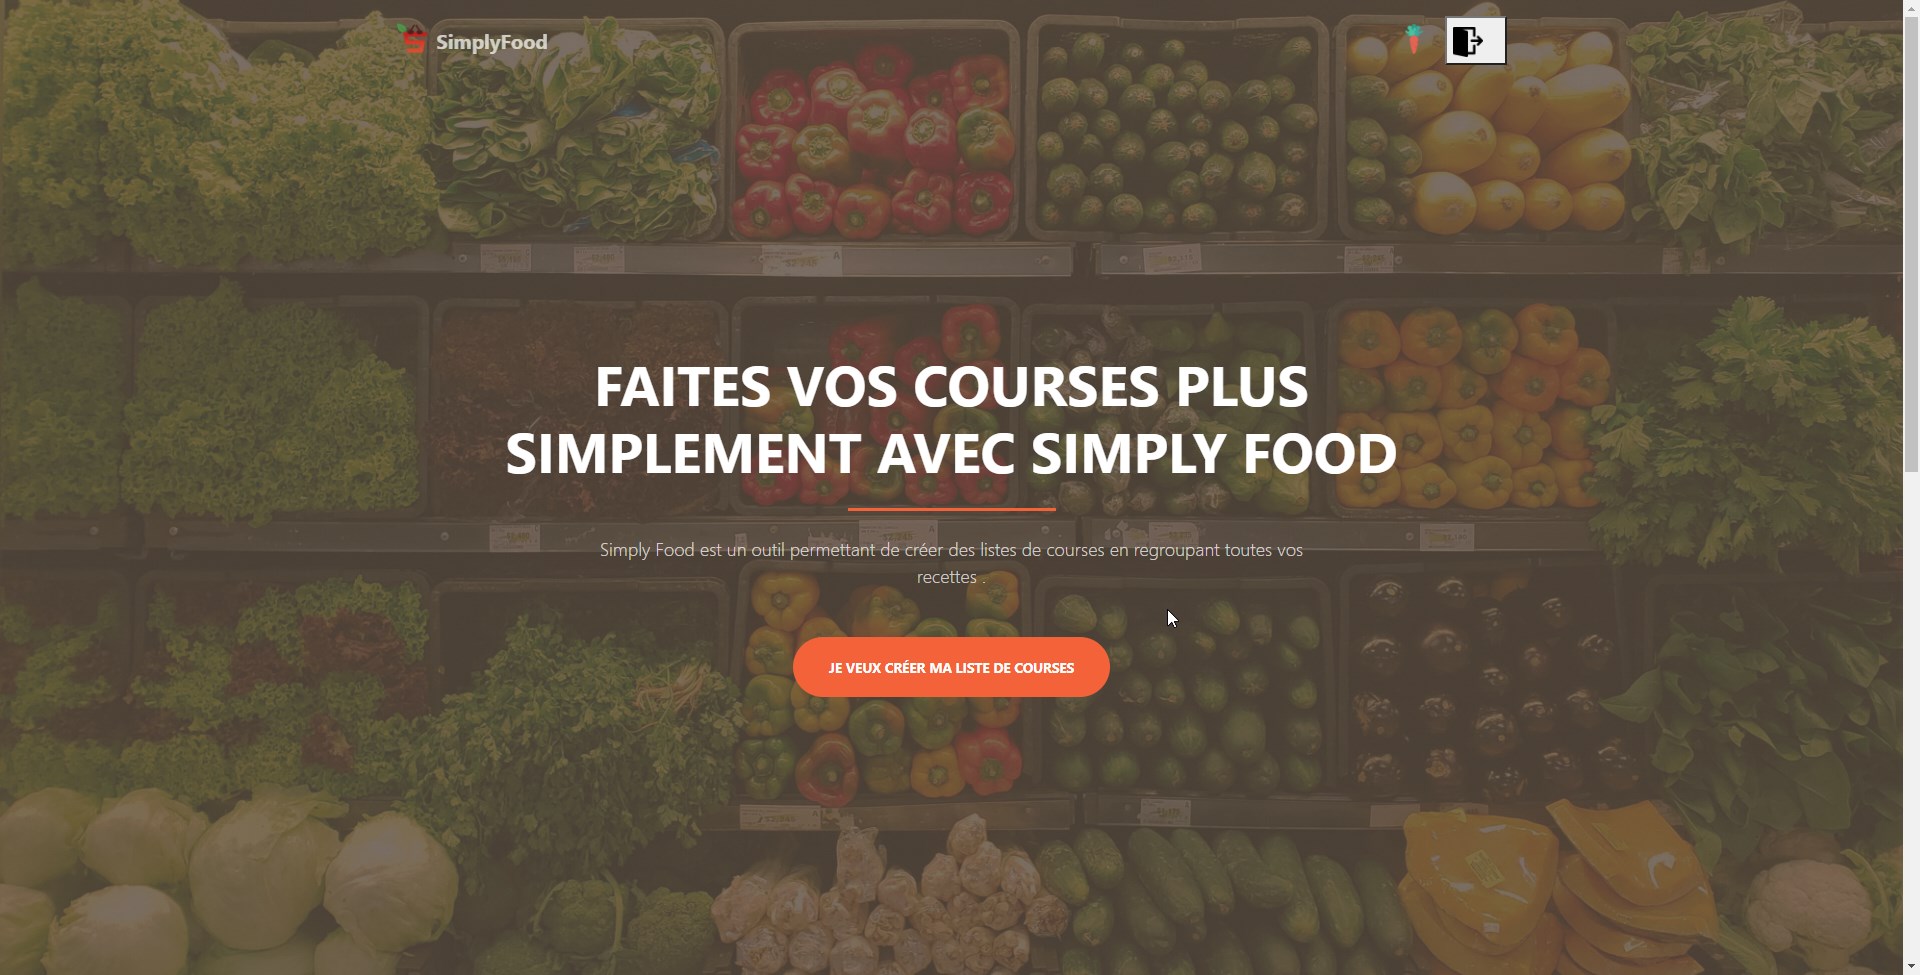 SimplyFood
FAITES VOS COURSES PLUS
SIMPLEMENT AVEC SIMPLY FOOD
Simply Food est un outil permettant de créer des listes de courses en regroupant toutes vos
recettes .
JE VEUX CRÉER MA LISTE DE COURSES